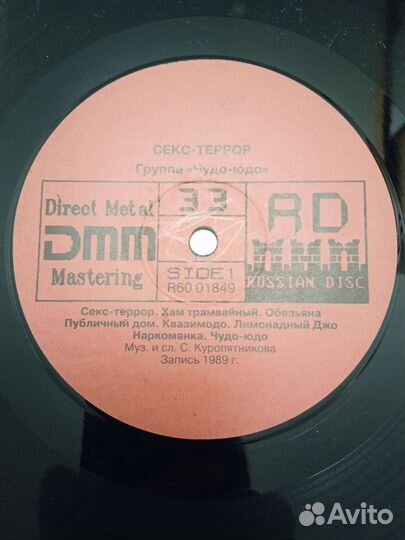 СЕКС-ТЕРРОР
Группа «Чудо-юдо»
Direct Metal
DMM
Mastering
33
SIDE 1
R60 01849
RD
MMM
RUSSIAN DISC
Секс-террор. Хам трамвайный. Обезьяна
Публичный дом. Квазимодо. Лимонадный Джо
Наркоманка. Чудо-юдо
Муз. и сл. С. Куропятникова
Запись 1989 г.
Avito